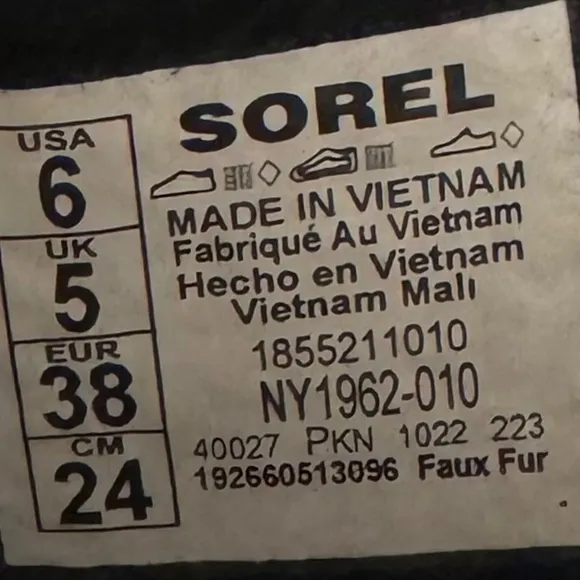 SOREL
USA
6
UK
5
EUR
38
CM
24
MADE IN VIETNAM
Fabriqué Au Vietnam
Hecho en Vietnam
Vietnam Malı
1855211010
NY1962-010
40027 PKN 1022 223
192660513096 Faux Fur